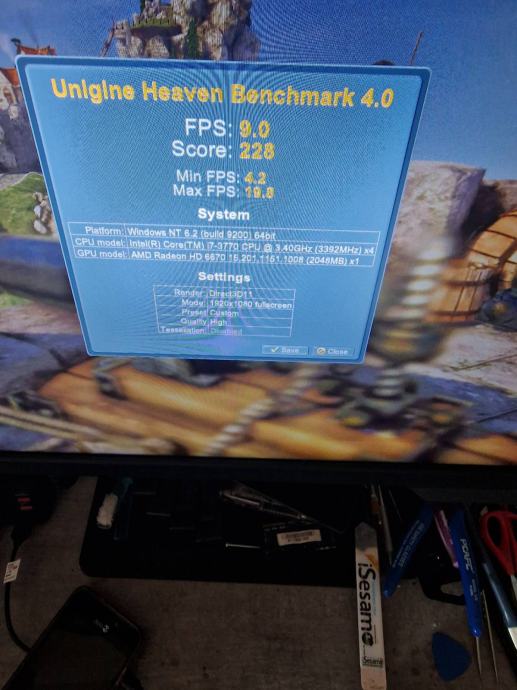 Unigine Heaven Benchmark 4.0
FPS: 9.0
Score: 228
Min FPS: 4.2
Max FPS: 19.8
System
Platform: Windows NT 6.2 (build 9200) 64bit
CPU model: Intel(R) Core(TM) i7-3770 CPU @ 3.40GHz (3392MHz) x4
GPU model: AMD Radeon HD 6670 15.201.1151.1008 (2048MB) x1
Settings
Render: Direct3D11
Mode: 1920x1080 fullscreen
Preset Custom
Quality High
Tessellation: Disabled
Save Close
iSesamo